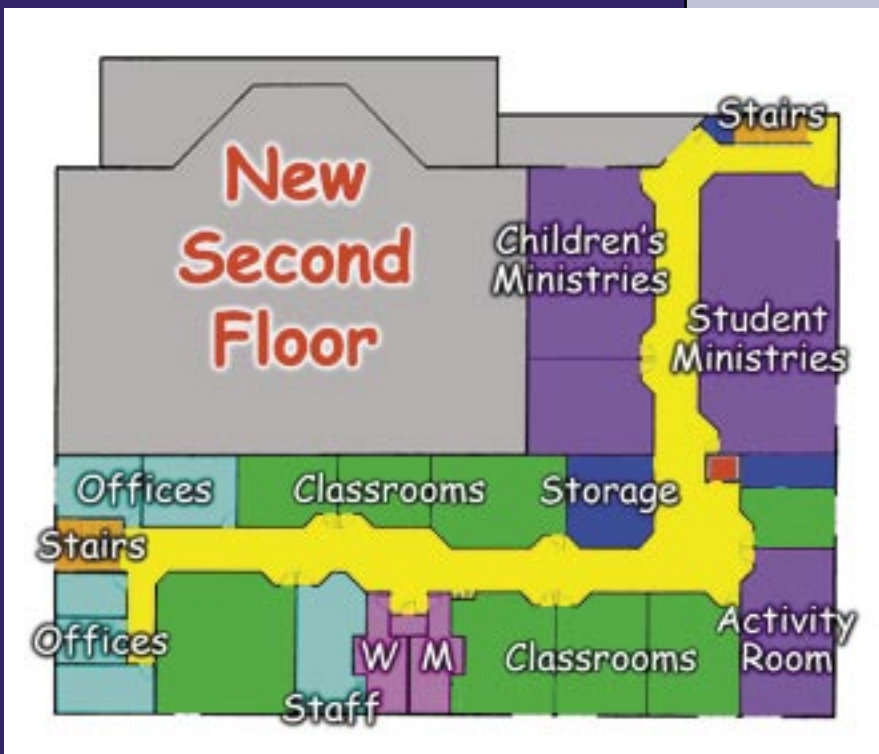 New
Second
Floor
Stairs
Children's
Ministries
Student
Ministries
Offices
Classrooms
Storage
Stairs
Offices
Staff
W
M
Classrooms
Activity
Room